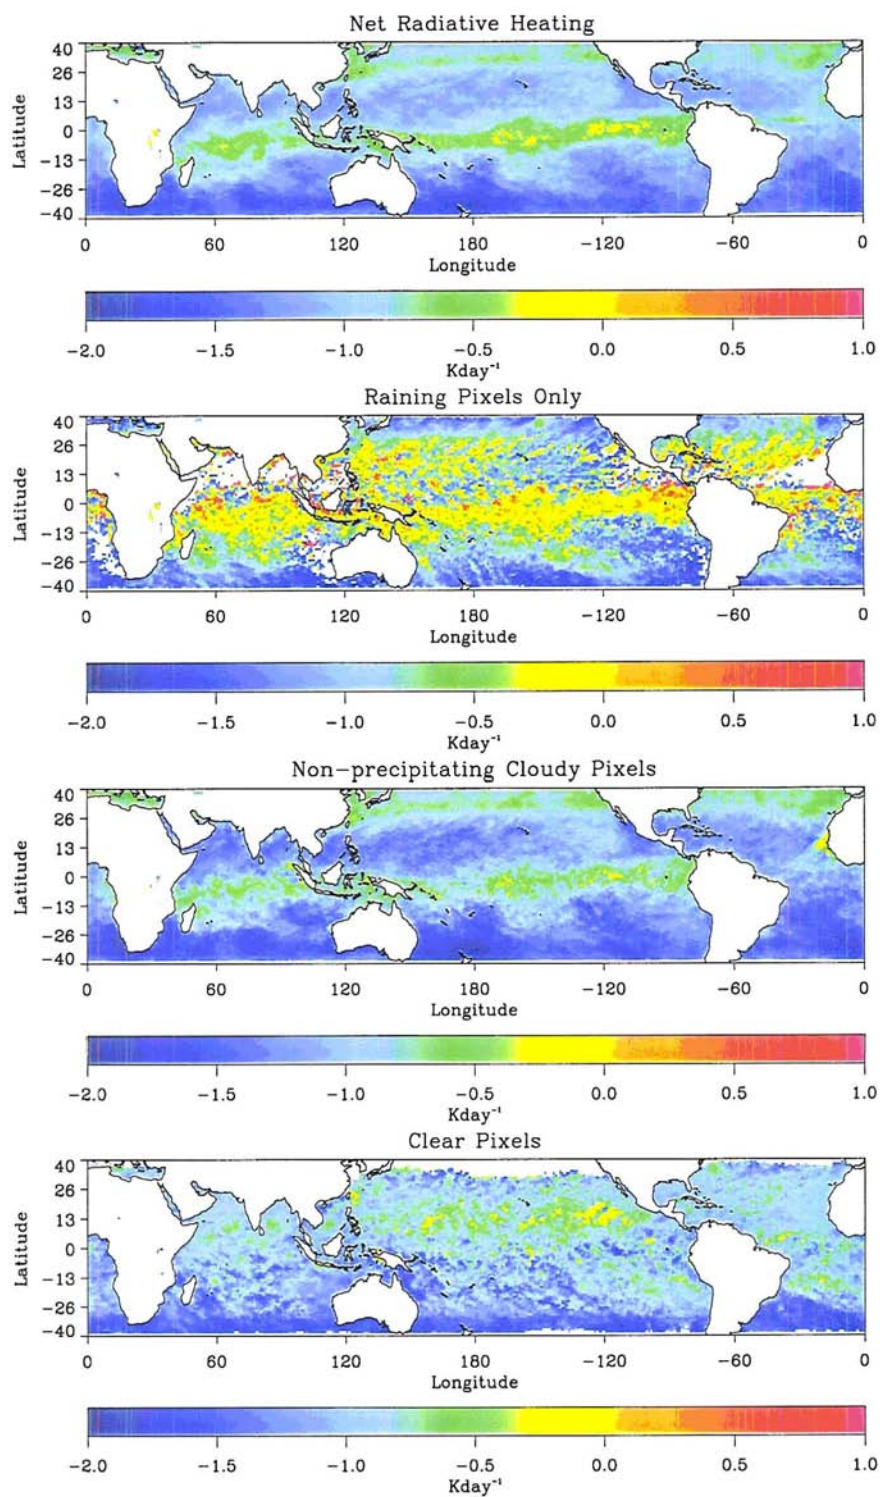 Net Radiative Heating
40
26
13
0
−13
−26
−40
Latitude
0 60 120 180 −120 −60 0
Longitude
−2.0 −1.5 −1.0 −0.5 0.0 0.5 1.0
Kday⁻¹
Raining Pixels Only
40
26
13
0
−13
−26
−40
Latitude
0 60 120 180 −120 −60 0
Longitude
−2.0 −1.5 −1.0 −0.5 0.0 0.5 1.0
Kday⁻¹
Non−precipitating Cloudy Pixels
40
26
13
0
−13
−26
−40
Latitude
0 60 120 180 −120 −60 0
Longitude
−2.0 −1.5 −1.0 −0.5 0.0 0.5 1.0
Kday⁻¹
Clear Pixels
40
26
13
0
−13
−26
−40
Latitude
0 60 120 180 −120 −60 0
Longitude
−2.0 −1.5 −1.0 −0.5 0.0 0.5 1.0
Kday⁻¹